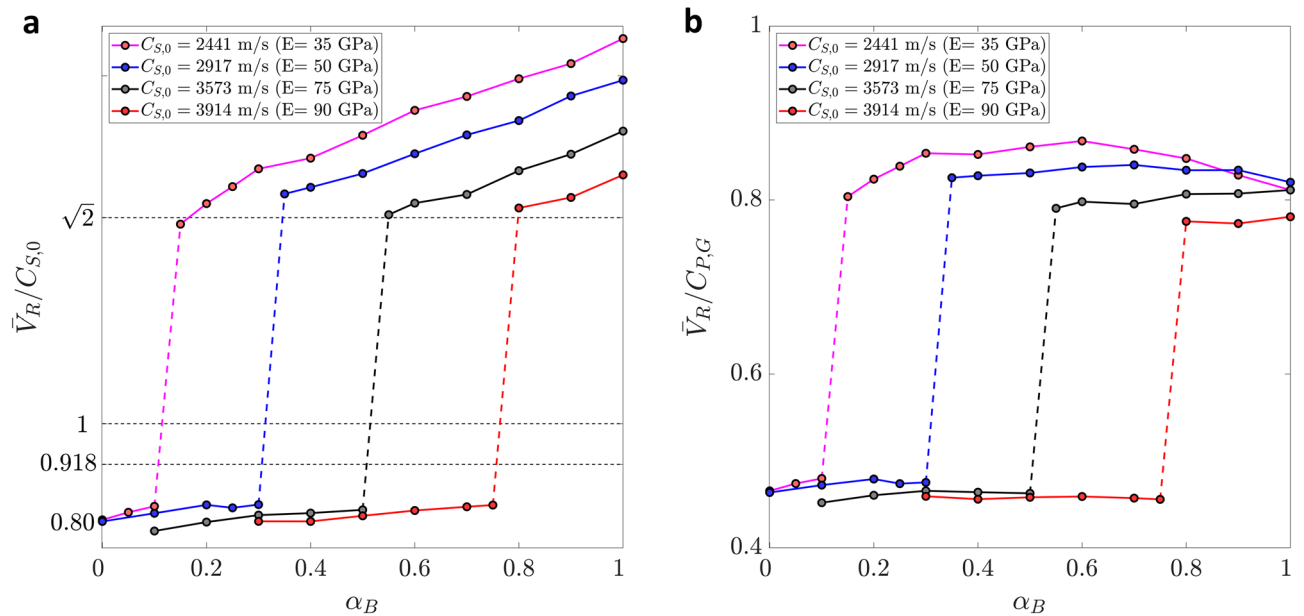 a
C_{S,0} = 2441 m/s (E= 35 GPa)
C_{S,0} = 2917 m/s (E= 50 GPa)
C_{S,0} = 3573 m/s (E= 75 GPa)
C_{S,0} = 3914 m/s (E= 90 GPa)
√2
1
0.918
0.80
V̄_R/C_{S,0}
0 0.2 0.4 0.6 0.8 1
α_B
b
C_{S,0} = 2441 m/s (E= 35 GPa)
C_{S,0} = 2917 m/s (E= 50 GPa)
C_{S,0} = 3573 m/s (E= 75 GPa)
C_{S,0} = 3914 m/s (E= 90 GPa)
1
0.8
0.6
0.4
V̄_R/C_{P,G}
0 0.2 0.4 0.6 0.8 1
α_B